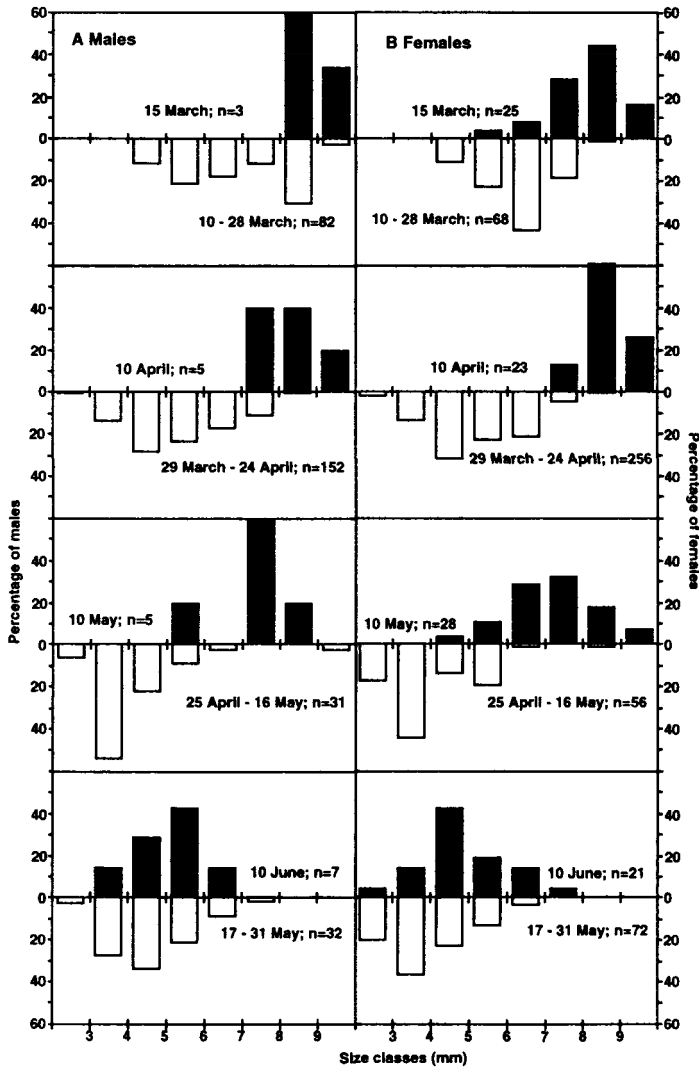 60
40
20
0
20
40
A Males
15 March; n=3
10 - 28 March; n=82
B Females
15 March; n=25
10 - 28 March; n=68
60
40
20
0
20
40
40
20
0
20
40
10 April; n=5
29 March - 24 April; n=152
10 April; n=23
29 March - 24 April; n=256
40
20
0
20
40
Percentage of males
40
20
0
20
40
10 May; n=5
25 April - 16 May; n=31
10 May; n=28
25 April - 16 May; n=56
40
20
0
20
40
Percentage of females
40
20
0
20
40
60
10 June; n=7
17 - 31 May; n=32
10 June; n=21
17 - 31 May; n=72
40
20
0
20
40
60
3 4 5 6 7 8 9 3 4 5 6 7 8 9
Size classes (mm)